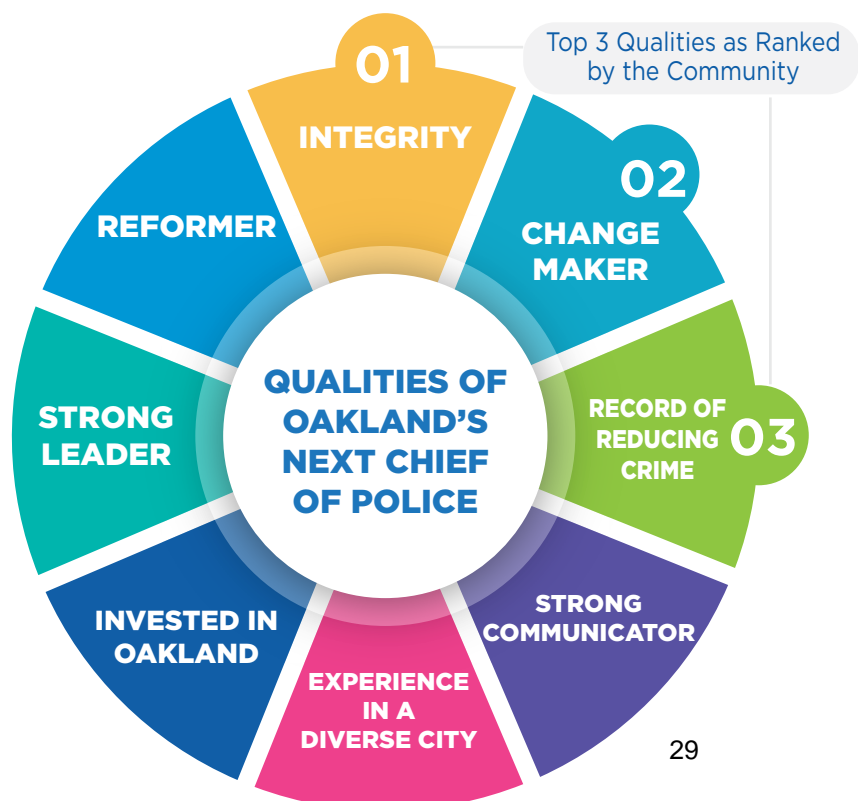 Top 3 Qualities as Ranked
by the Community
01
INTEGRITY
02
CHANGE
MAKER
RECORD OF
REDUCING
CRIME
03
STRONG
COMMUNICATOR
EXPERIENCE
IN A
DIVERSE CITY
INVESTED IN
OAKLAND
STRONG
LEADER
REFORMER
QUALITIES OF
OAKLAND’S
NEXT CHIEF
OF POLICE
29